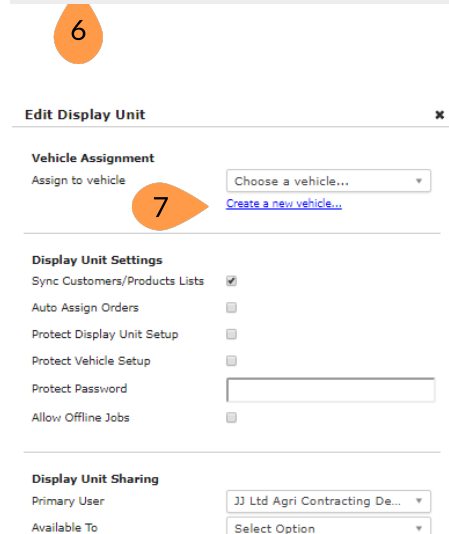 6
Edit Display Unit ×
Vehicle Assignment
Assign to vehicle Choose a vehicle...
7 Create a new vehicle...
Display Unit Settings
Sync Customers/Products Lists
Auto Assign Orders
Protect Display Unit Setup
Protect Vehicle Setup
Protect Password
Allow Offline Jobs
Display Unit Sharing
Primary User JJ Ltd Agri Contracting De...
Available To Select Option